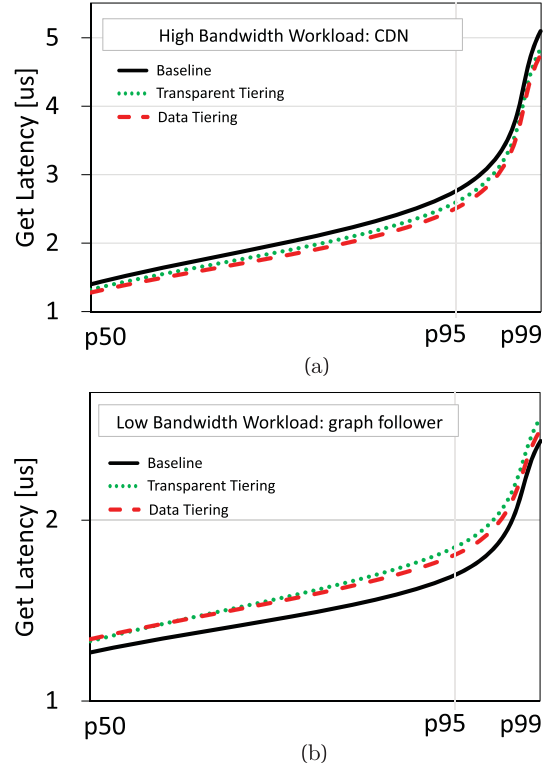 High Bandwidth Workload: CDN
Baseline
Transparent Tiering
Data Tiering
Get Latency [us]
5
4
3
2
1
p50
p95
p99
(a)
Low Bandwidth Workload: graph follower
Baseline
Transparent Tiering
Data Tiering
Get Latency [us]
2
1
p50
p95
p99
(b)